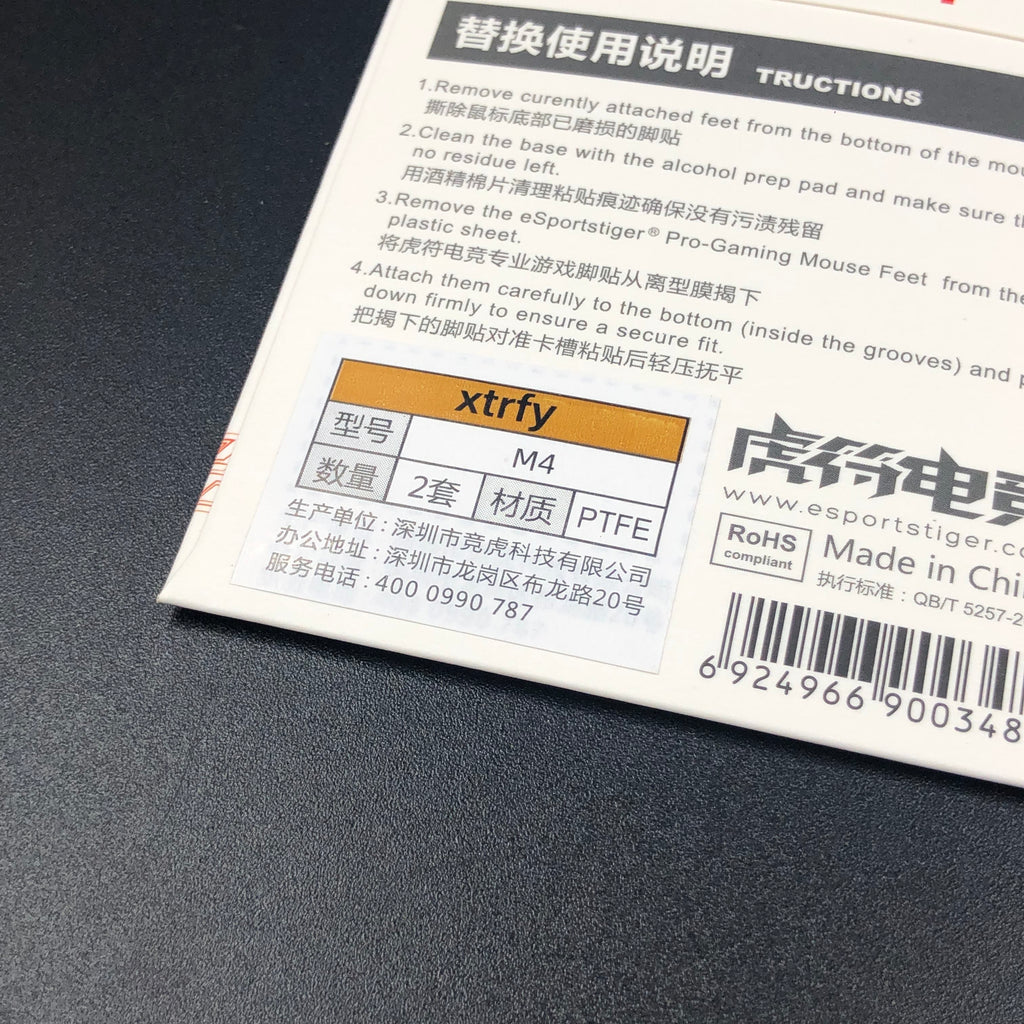 替换使用说明 TRUCTIONS
1.Remove curently attached feet from the bottom of the
撕除鼠标底部已磨损的脚贴
2.Clean the base with the alcohol prep pad and make sure
no residue left.
用酒精棉片清理粘贴痕迹确保没有污渍残留
3.Remove the eSportstiger® Pro-Gaming Mouse Feet from the
plastic sheet.
将虎符电竞专业游戏脚贴从离型膜揭下
4.Attach them carefully to the bottom (inside the grooves) and
down firmly to ensure a secure fit.
把揭下的脚贴对准卡槽粘贴后轻压抚平
xtrfy
型号 M4
数量 2套 材质 PTFE
生产单位:深圳市竞虎科技有限公司
办公地址:深圳市龙岗区布龙路20号
服务电话:400 0990 787
虎符电竞
www.esportstiger.
RoHS
compliant
Made in
执行标准:QB/T 5257-2
6 924966 900348